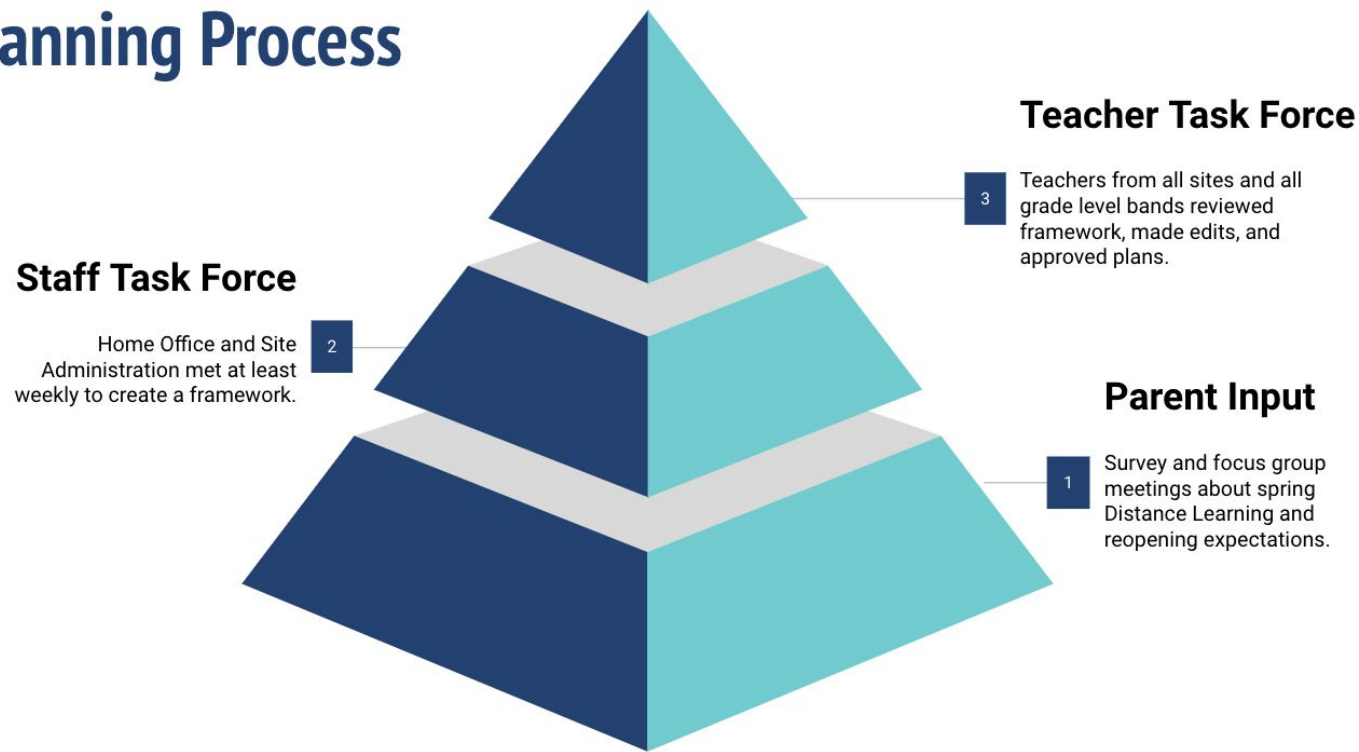 anning Process
Teacher Task Force
3
Teachers from all sites and all
grade level bands reviewed
framework, made edits, and
approved plans.
Staff Task Force
Home Office and Site
Administration met at least
weekly to create a framework.
2
Parent Input
1
Survey and focus group
meetings about spring
Distance Learning and
reopening expectations.